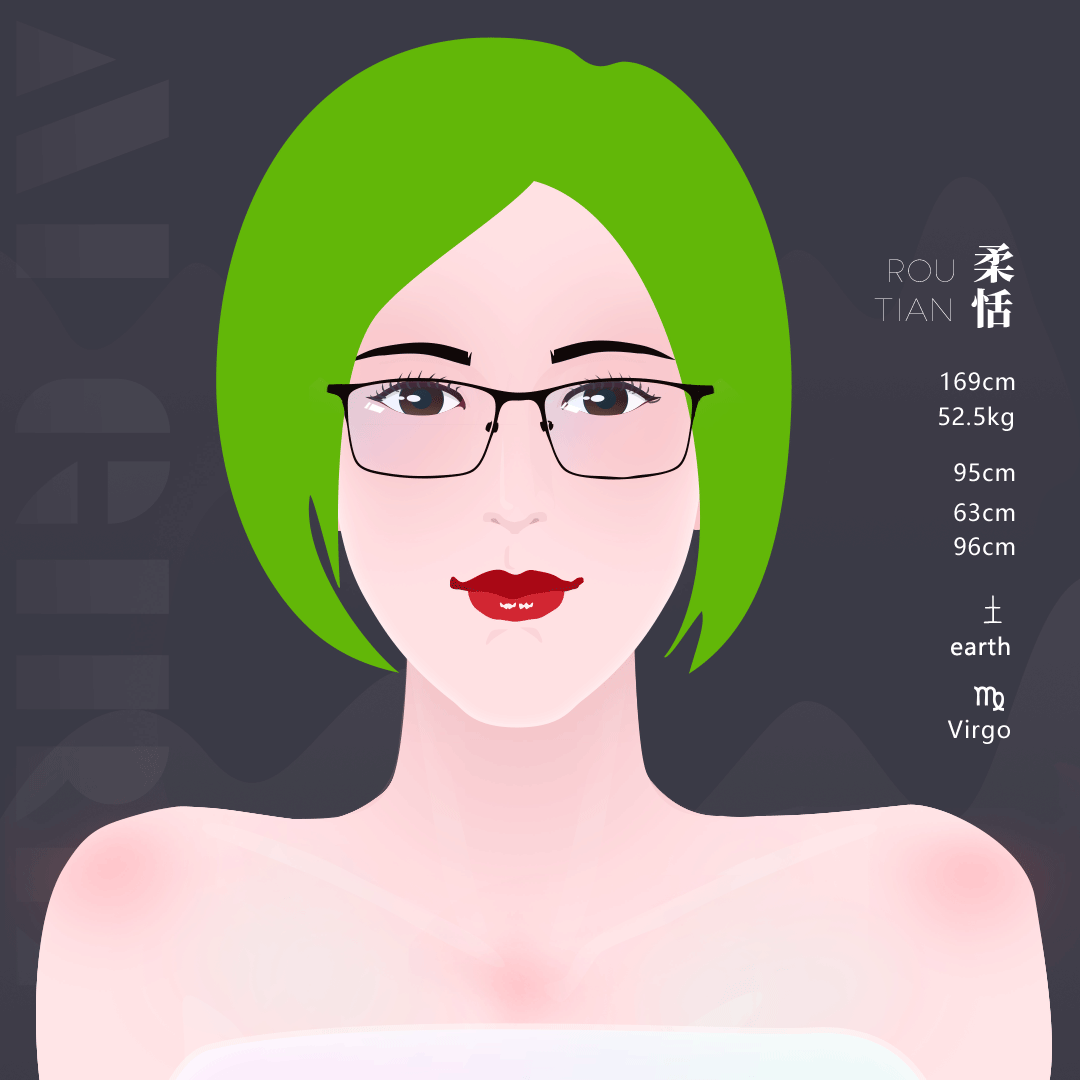 ROU
TIAN
柔恬
169cm
52.5kg
95cm
63cm
96cm
土
earth
♍
Virgo